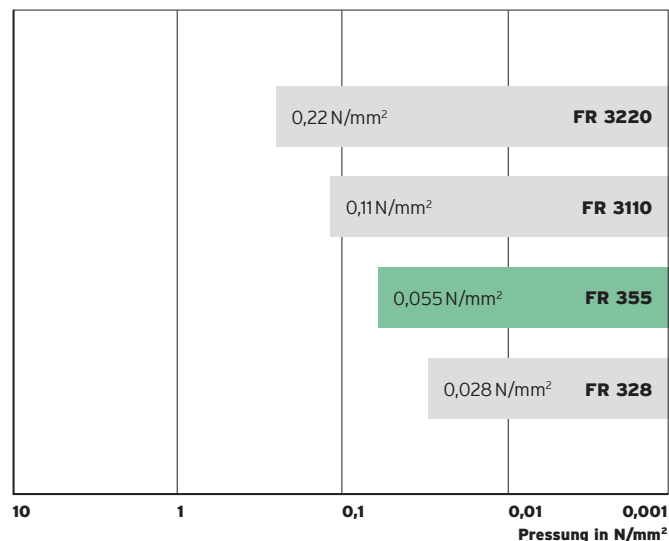 0,22 N/mm² FR 3220
0,11 N/mm² FR 3110
0,055 N/mm² FR 355
0,028 N/mm² FR 328
10 1 0,1 0,01 0,001
Pressung in N/mm²